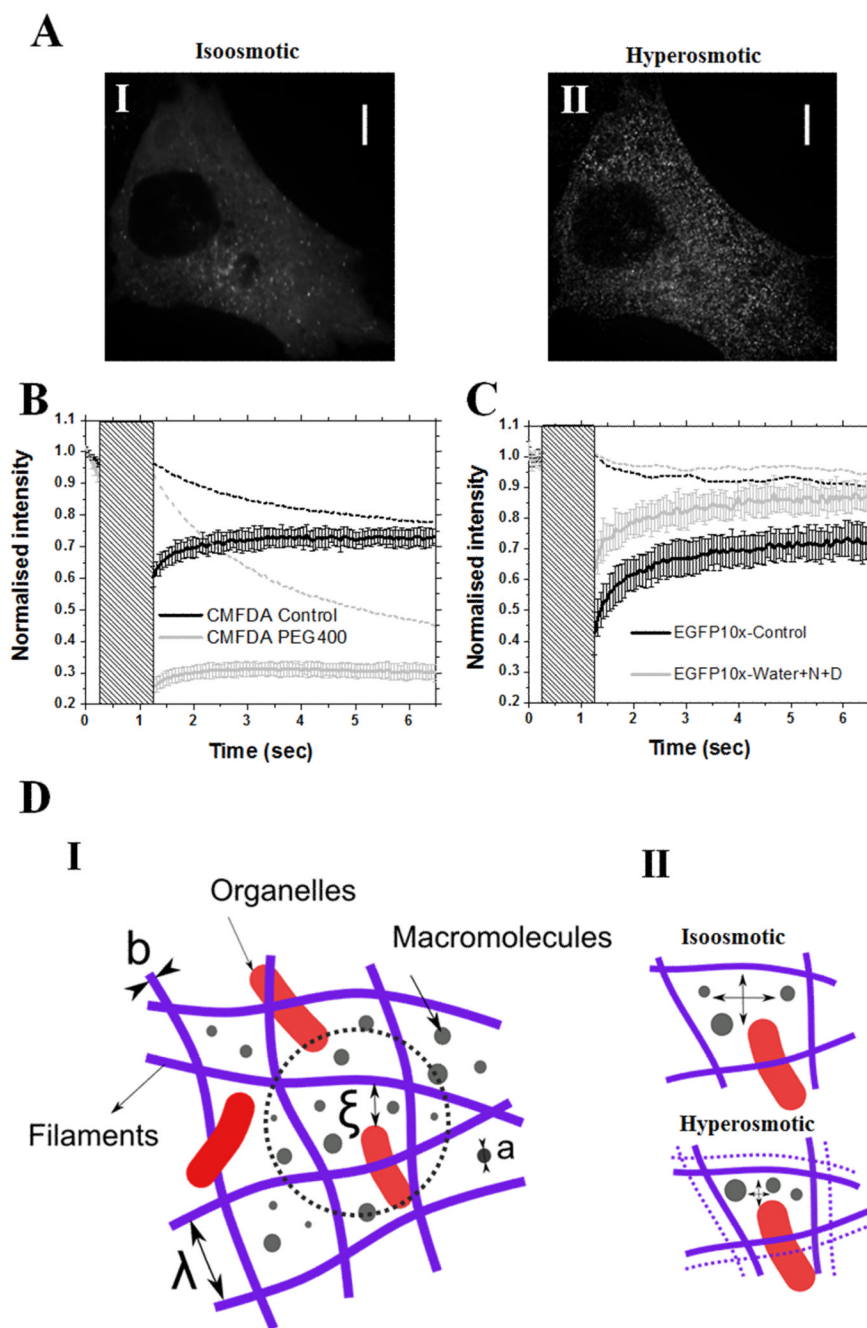 A
Isoosmotic
Hyperosmotic
I
II
B
C
1.1
1.0
0.9
0.8
0.7
0.6
0.5
0.4
0.3
0.2
Normalised intensity
CMFDA Control
CMFDA PEG400
0 1 2 3 4 5 6
Time (sec)
1.1
1.0
0.9
0.8
0.7
0.6
0.5
0.4
0.3
0.2
Normalised intensity
EGFP10x-Control
EGFP10x-Water+N+D
0 1 2 3 4 5 6
Time (sec)
D
I
Organelles
Macromolecules
b
Filaments
ξ
a
λ
II
Isoosmotic
Hyperosmotic